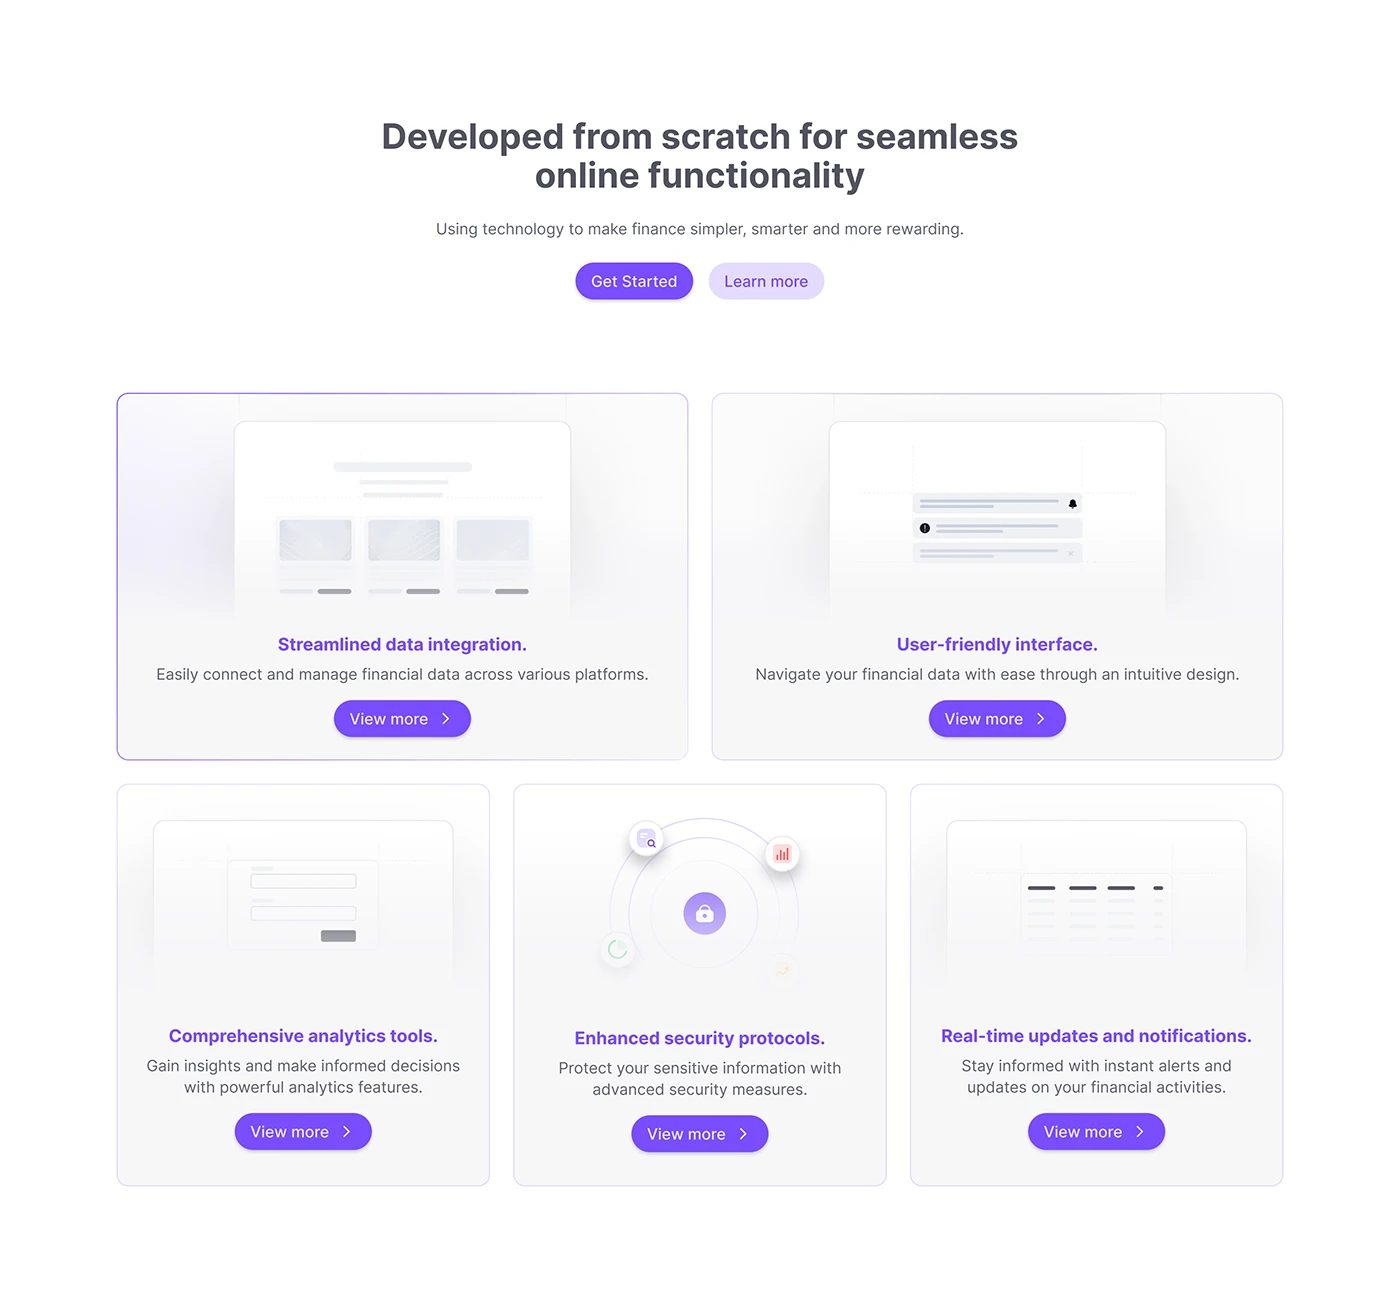 Developed from scratch for seamless
online functionality
Using technology to make finance simpler, smarter and more rewarding.
Get Started
Learn more
Streamlined data integration.
Easily connect and manage financial data across various platforms.
View more
User-friendly interface.
Navigate your financial data with ease through an intuitive design.
View more
Comprehensive analytics tools.
Gain insights and make informed decisions
with powerful analytics features.
View more
Enhanced security protocols.
Protect your sensitive information with
advanced security measures.
View more
Real-time updates and notifications.
Stay informed with instant alerts and
updates on your financial activities.
View more